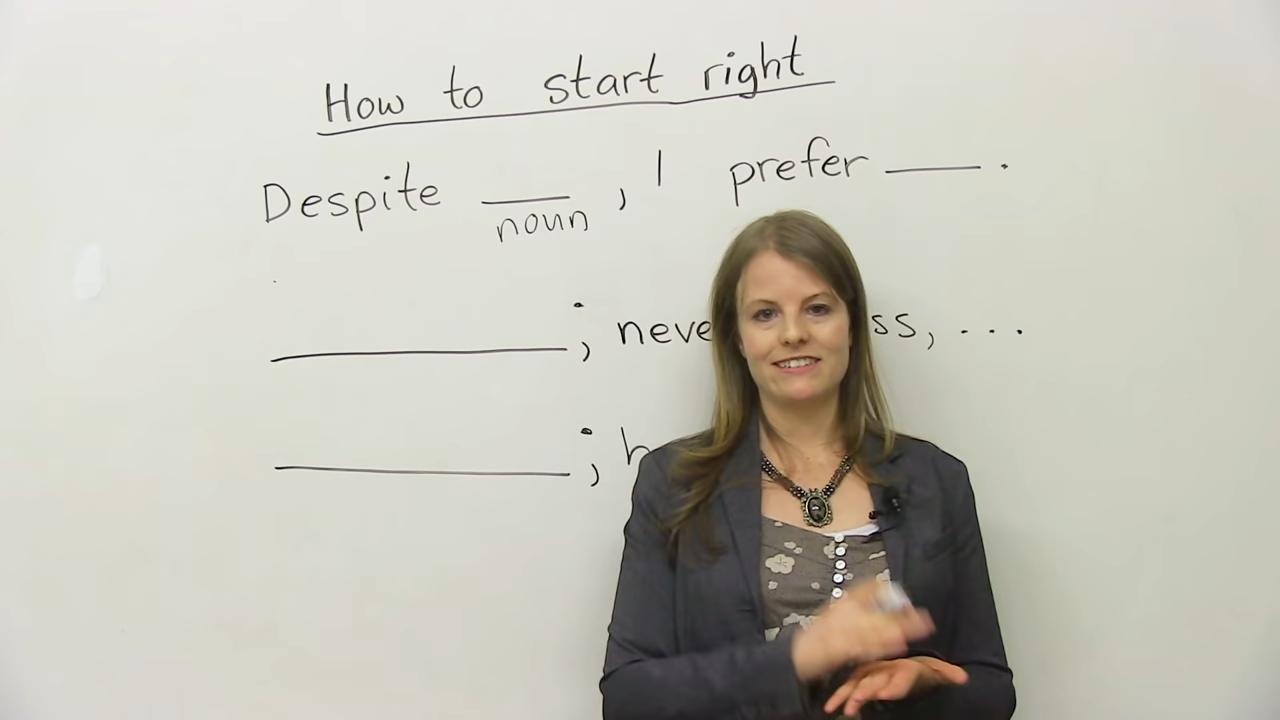 How to start right
Despite ____ , I prefer ____ .
noun
____ ; neve ss, ...
____ ; h